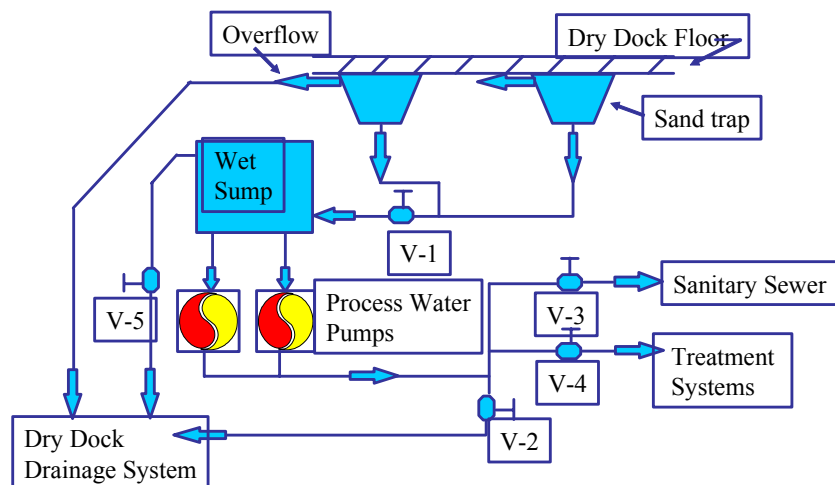 Overflow
Dry Dock Floor
Sand trap
Wet
Sump
V-1
V-5
Process Water
Pumps
V-3
Sanitary Sewer
V-4
Treatment
Systems
V-2
Dry Dock
Drainage System